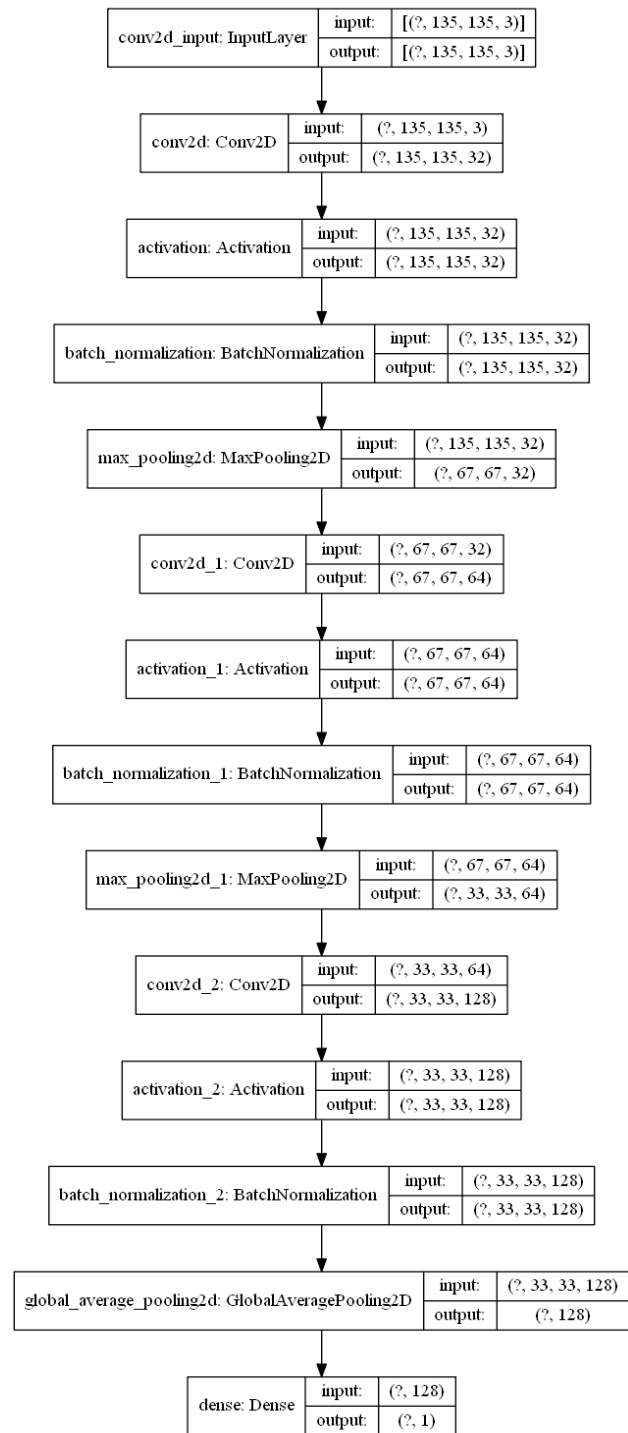 conv2d_input: InputLayer
input: [(?, 135, 135, 3)]
output: [(?, 135, 135, 3)]
conv2d: Conv2D
input: (?, 135, 135, 3)
output: (?, 135, 135, 32)
activation: Activation
input: (?, 135, 135, 32)
output: (?, 135, 135, 32)
batch_normalization: BatchNormalization
input: (?, 135, 135, 32)
output: (?, 135, 135, 32)
max_pooling2d: MaxPooling2D
input: (?, 135, 135, 32)
output: (?, 67, 67, 32)
conv2d_1: Conv2D
input: (?, 67, 67, 32)
output: (?, 67, 67, 64)
activation_1: Activation
input: (?, 67, 67, 64)
output: (?, 67, 67, 64)
batch_normalization_1: BatchNormalization
input: (?, 67, 67, 64)
output: (?, 67, 67, 64)
max_pooling2d_1: MaxPooling2D
input: (?, 67, 67, 64)
output: (?, 33, 33, 64)
conv2d_2: Conv2D
input: (?, 33, 33, 64)
output: (?, 33, 33, 128)
activation_2: Activation
input: (?, 33, 33, 128)
output: (?, 33, 33, 128)
batch_normalization_2: BatchNormalization
input: (?, 33, 33, 128)
output: (?, 33, 33, 128)
global_average_pooling2d: GlobalAveragePooling2D
input: (?, 33, 33, 128)
output: (?, 128)
dense: Dense
input: (?, 128)
output: (?, 1)